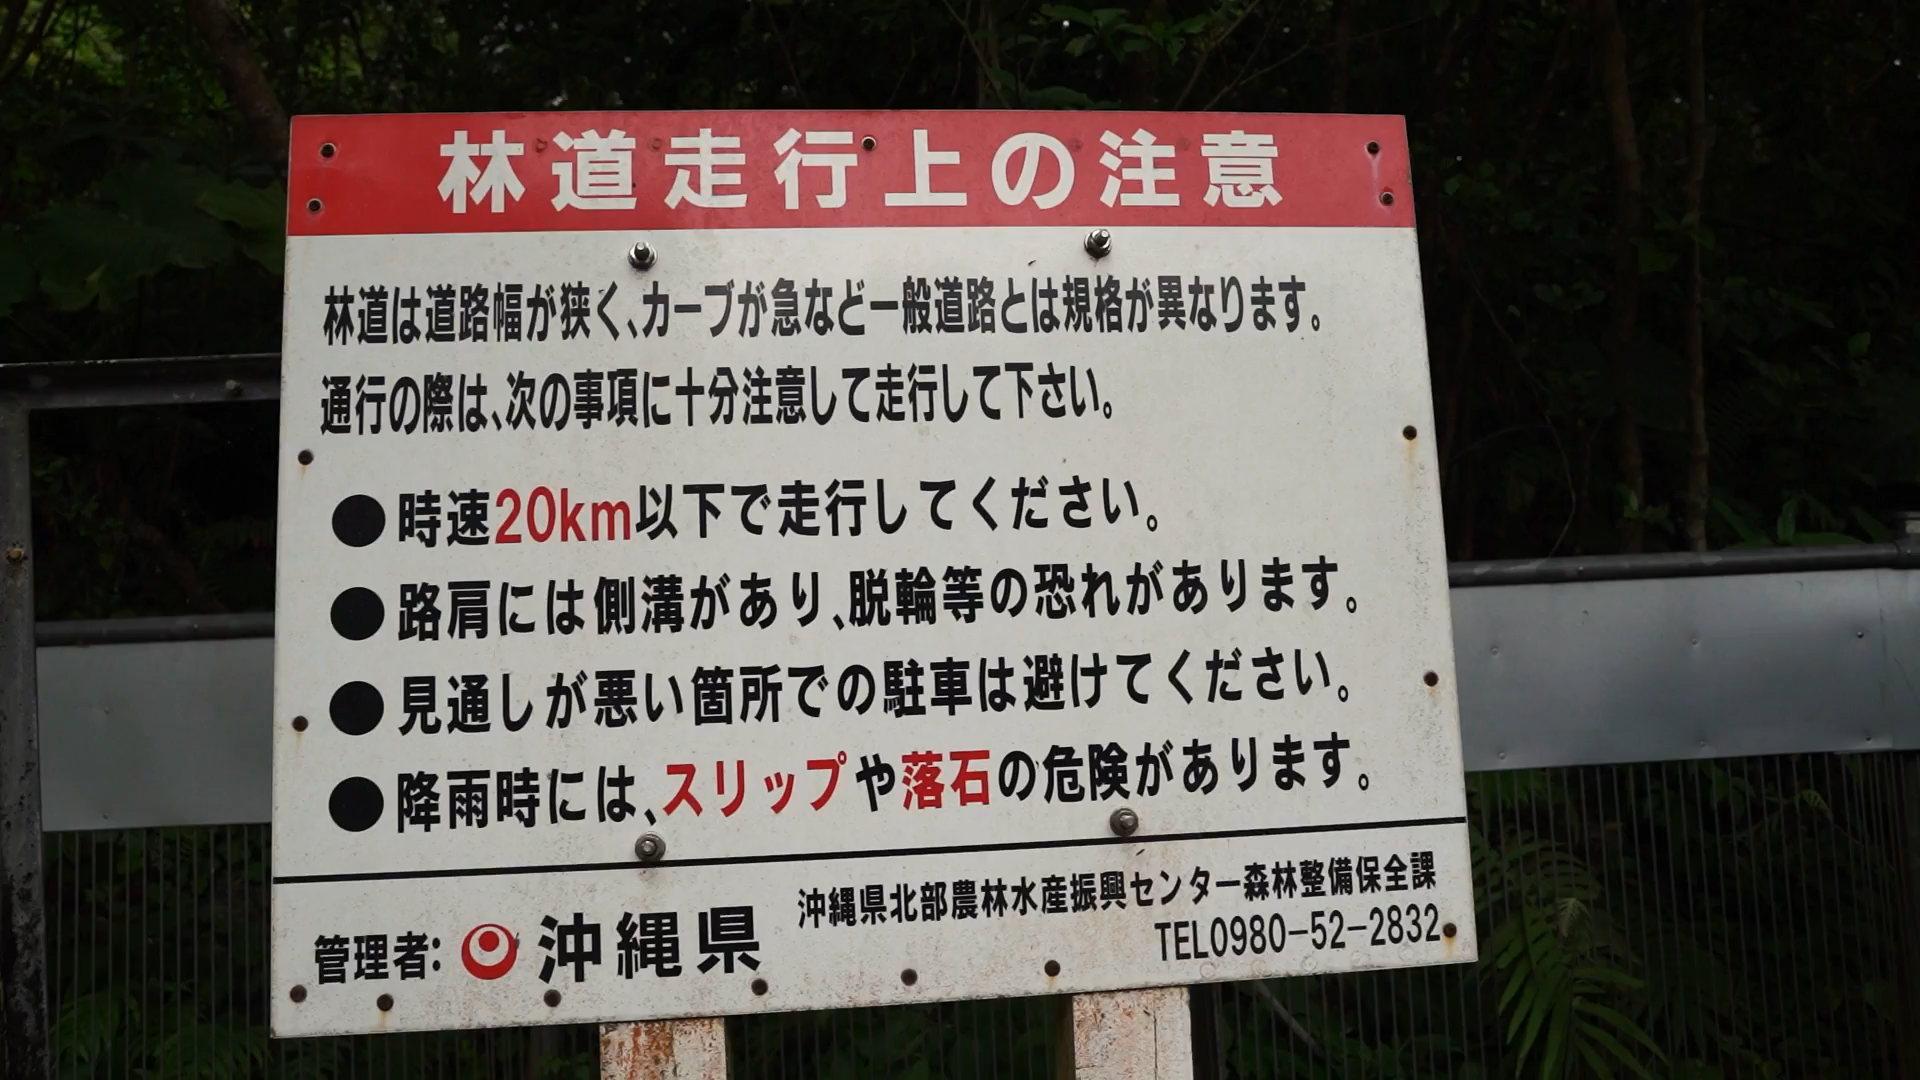 林道走行上の注意
林道は道路幅が狭く、カーブが急など一般道路とは規格が異なります。
通行の際は、次の事項に十分注意して走行して下さい。
●時速20km以下で走行してください。
●路肩には側溝があり、脱輪等の恐れがあります。
●見通しが悪い箇所での駐車は避けてください。
●降雨時には、スリップや落石の危険があります。
管理者: 沖縄県
沖縄県北部農林水産振興センター森林整備保全課
TEL0980-52-2832